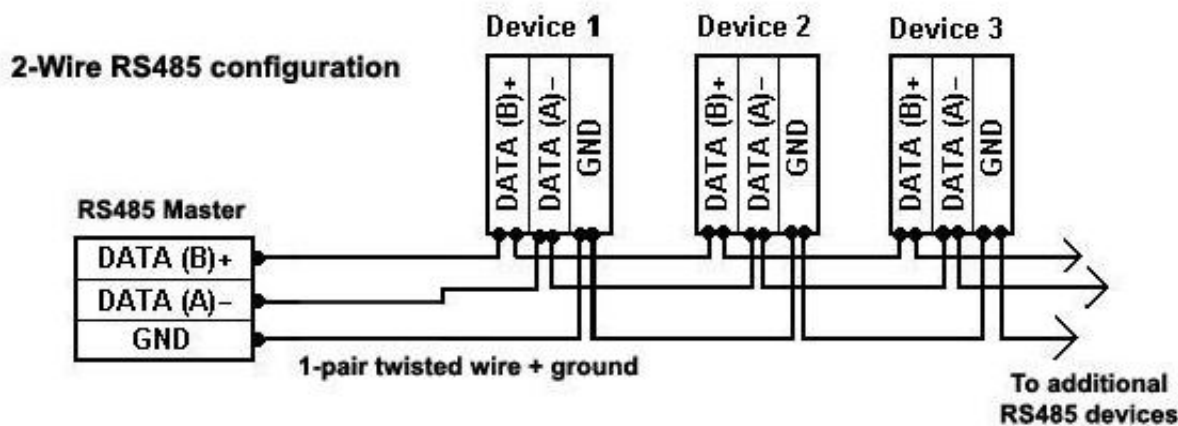 Device 1
Device 2
Device 3
2-Wire RS485 configuration
DATA (B)+
DATA (A)−
GND
DATA (B)+
DATA (A)−
GND
DATA (B)+
DATA (A)−
GND
RS485 Master
DATA (B)+
DATA (A)−
GND
1-pair twisted wire + ground
To additional
RS485 devices